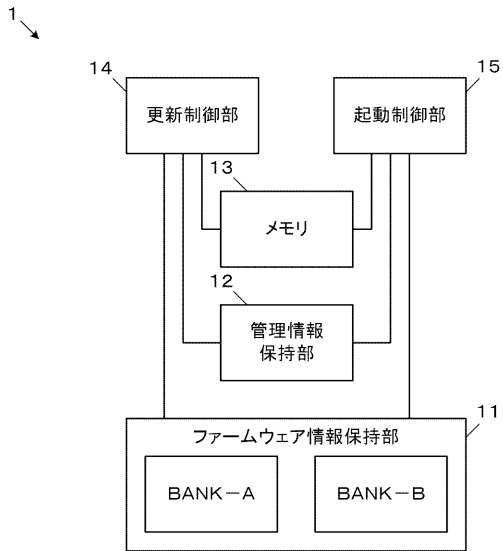 1
14
15
更新制御部
起動制御部
13
メモリ
12
管理情報
保持部
11
ファームウェア情報保持部
BANK－A
BANK－B